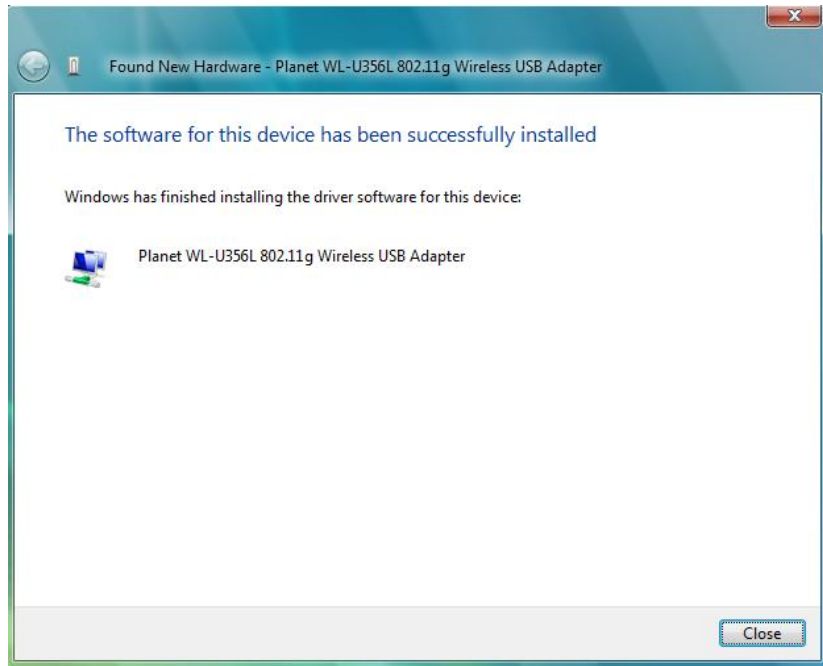 Found New Hardware - Planet WL-U356L 802.11g Wireless USB Adapter
The software for this device has been successfully installed
Windows has finished installing the driver software for this device:
Planet WL-U356L 802.11g Wireless USB Adapter
Close